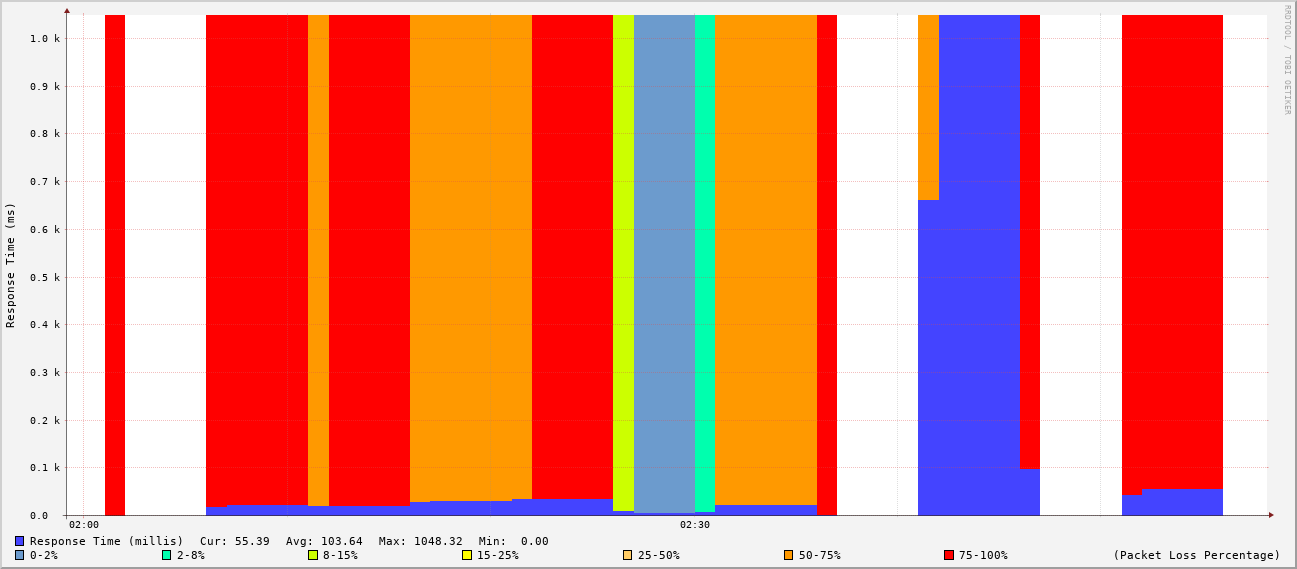 RRDTOOL / TOBI OETIKER
Response Time (ms)
1.0 k
0.9 k
0.8 k
0.7 k
0.6 k
0.5 k
0.4 k
0.3 k
0.2 k
0.1 k
0.0
02:00 02:30
Response Time (millis) Cur: 55.39 Avg: 103.64 Max: 1048.32 Min: 0.00
0-2% 2-8% 8-15% 15-25% 25-50% 50-75% 75-100% (Packet Loss Percentage)